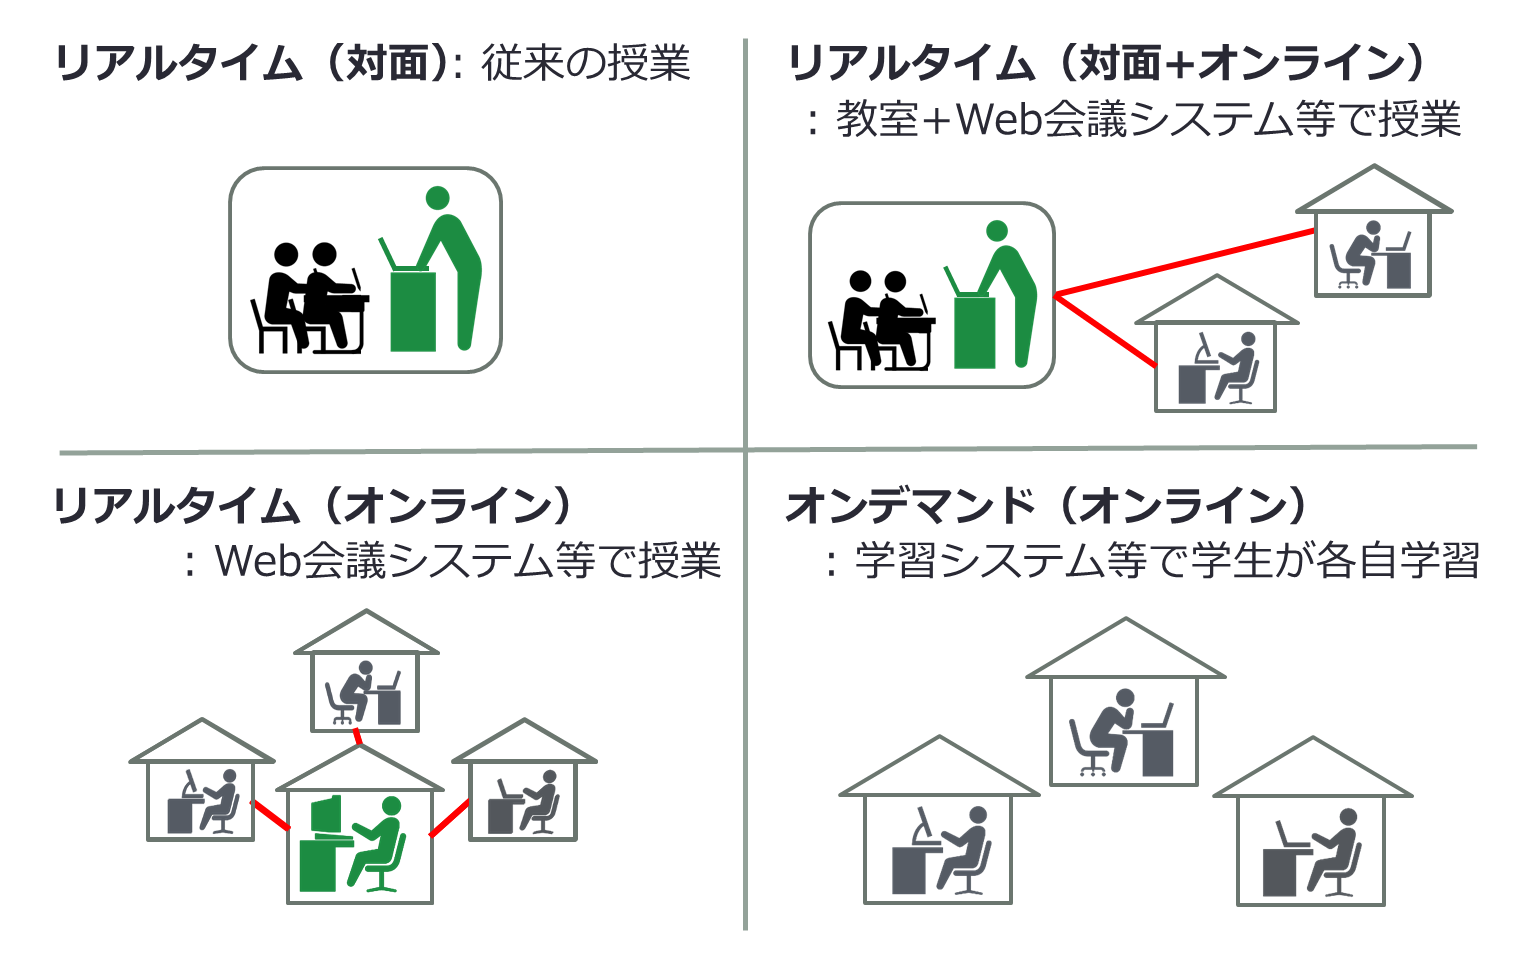 リアルタイム（対面）: 従来の授業
リアルタイム（対面+オンライン）
: 教室+Web会議システム等で授業
リアルタイム（オンライン）
: Web会議システム等で授業
オンデマンド（オンライン）
: 学習システム等で学生が各自学習